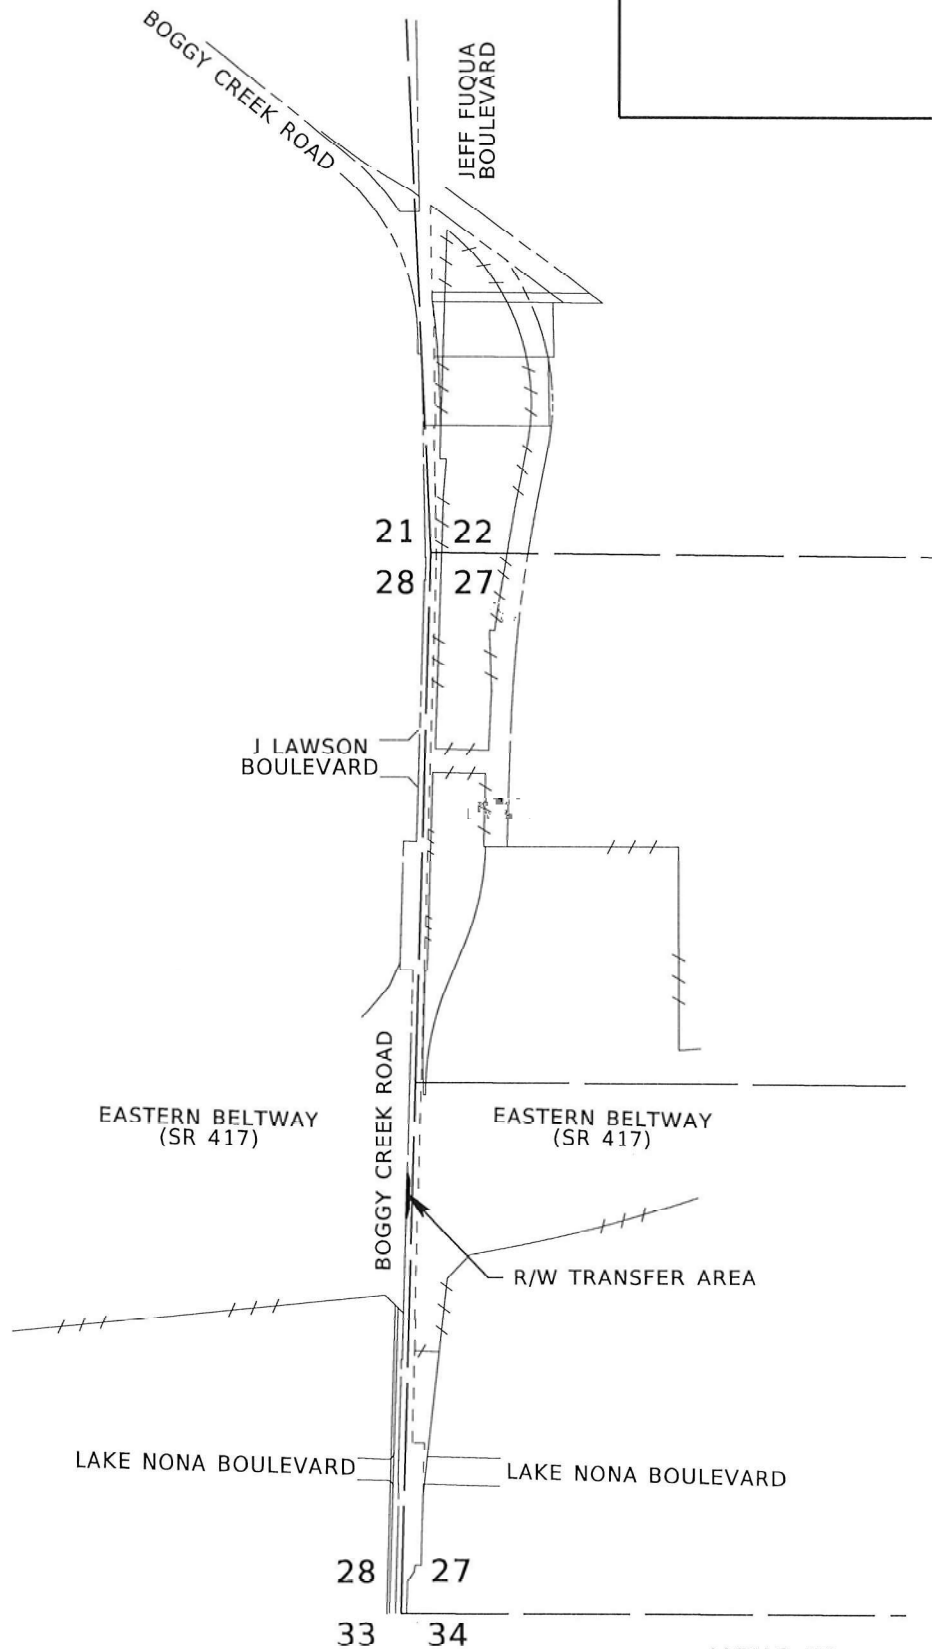 BOGGY CREEK ROAD
JEFF FUQUA
BOULEVARD
21 22
28 27
J LAWSON
BOULEVARD
BOGGY CREEK ROAD
EASTERN BELTWAY
(SR 417)
EASTERN BELTWAY
(SR 417)
R/W TRANSFER AREA
LAKE NONA BOULEVARD
LAKE NONA BOULEVARD
28 27
33 34